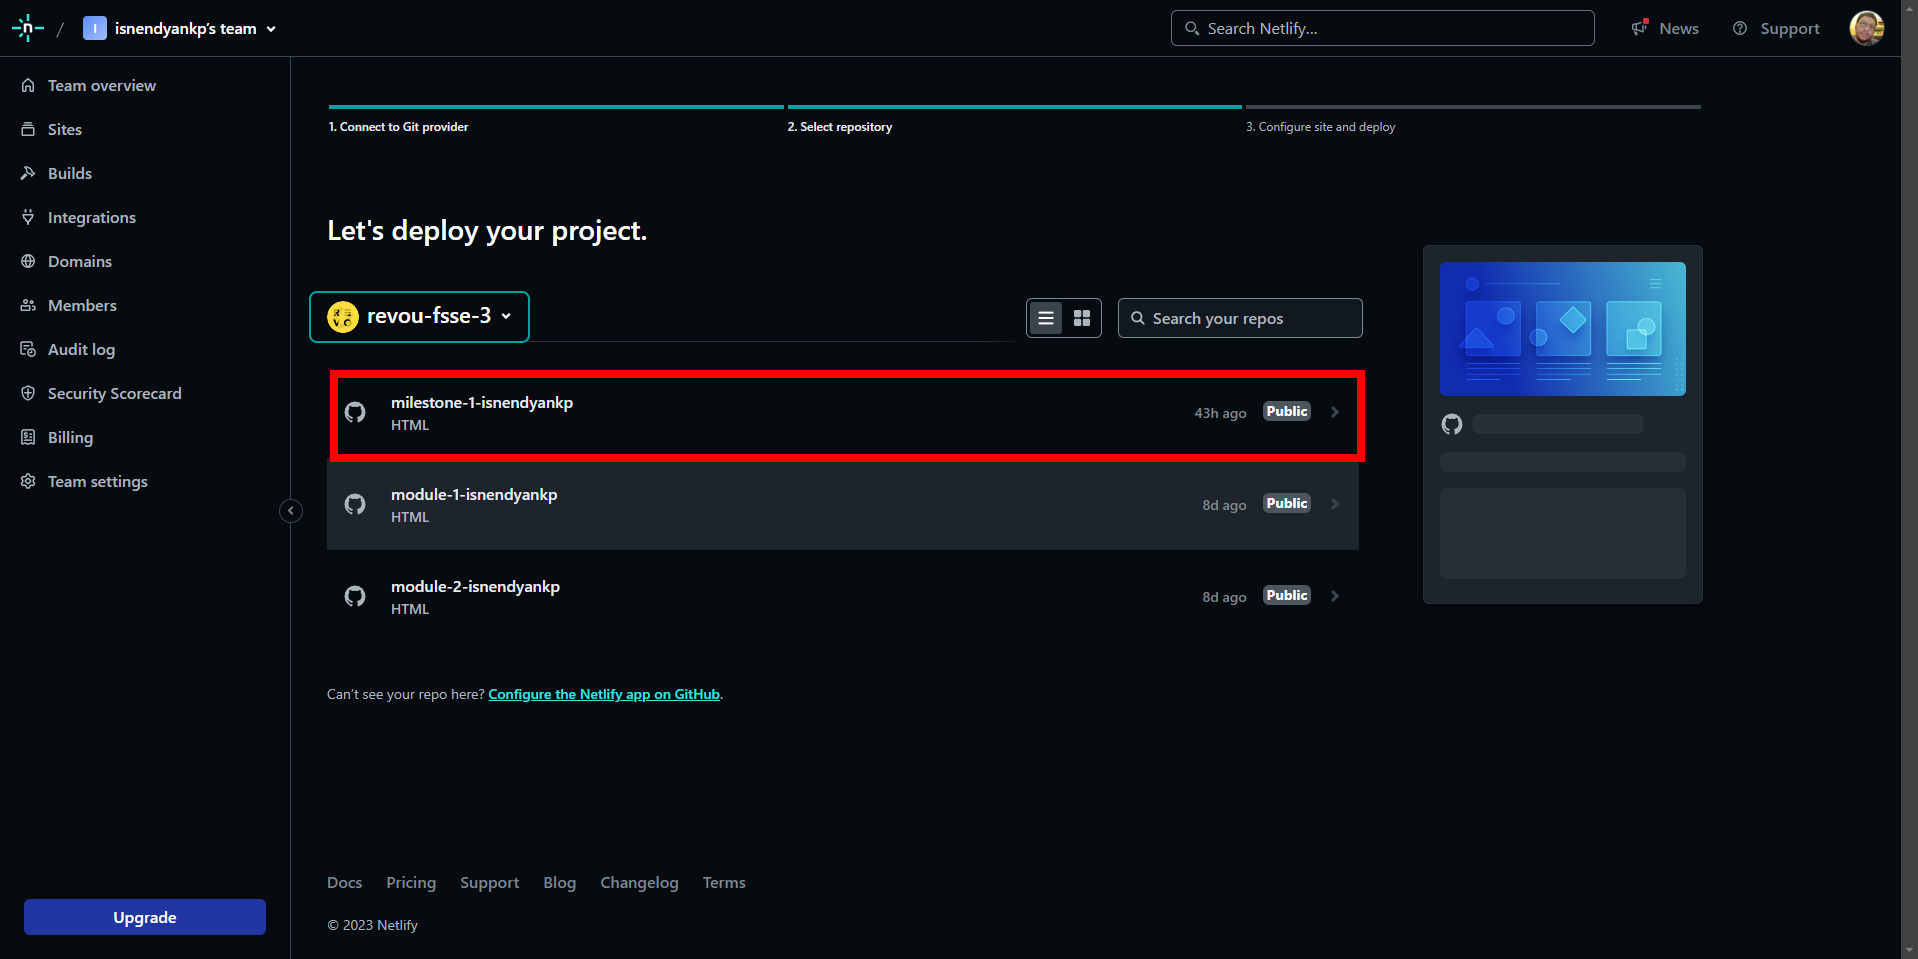 n / I isnendyankp's team
Search Netlify...
News
Support
Team overview
Sites
Builds
Integrations
Domains
Members
Audit log
Security Scorecard
Billing
Team settings
Upgrade
1. Connect to Git provider
2. Select repository
3. Configure site and deploy
Let's deploy your project.
REVO revou-fsse-3
Search your repos
milestone-1-isnendyankp
HTML
43h ago Public
module-1-isnendyankp
HTML
8d ago Public
module-2-isnendyankp
HTML
8d ago Public
Can't see your repo here? Configure the Netlify app on GitHub.
Docs Pricing Support Blog Changelog Terms
© 2023 Netlify